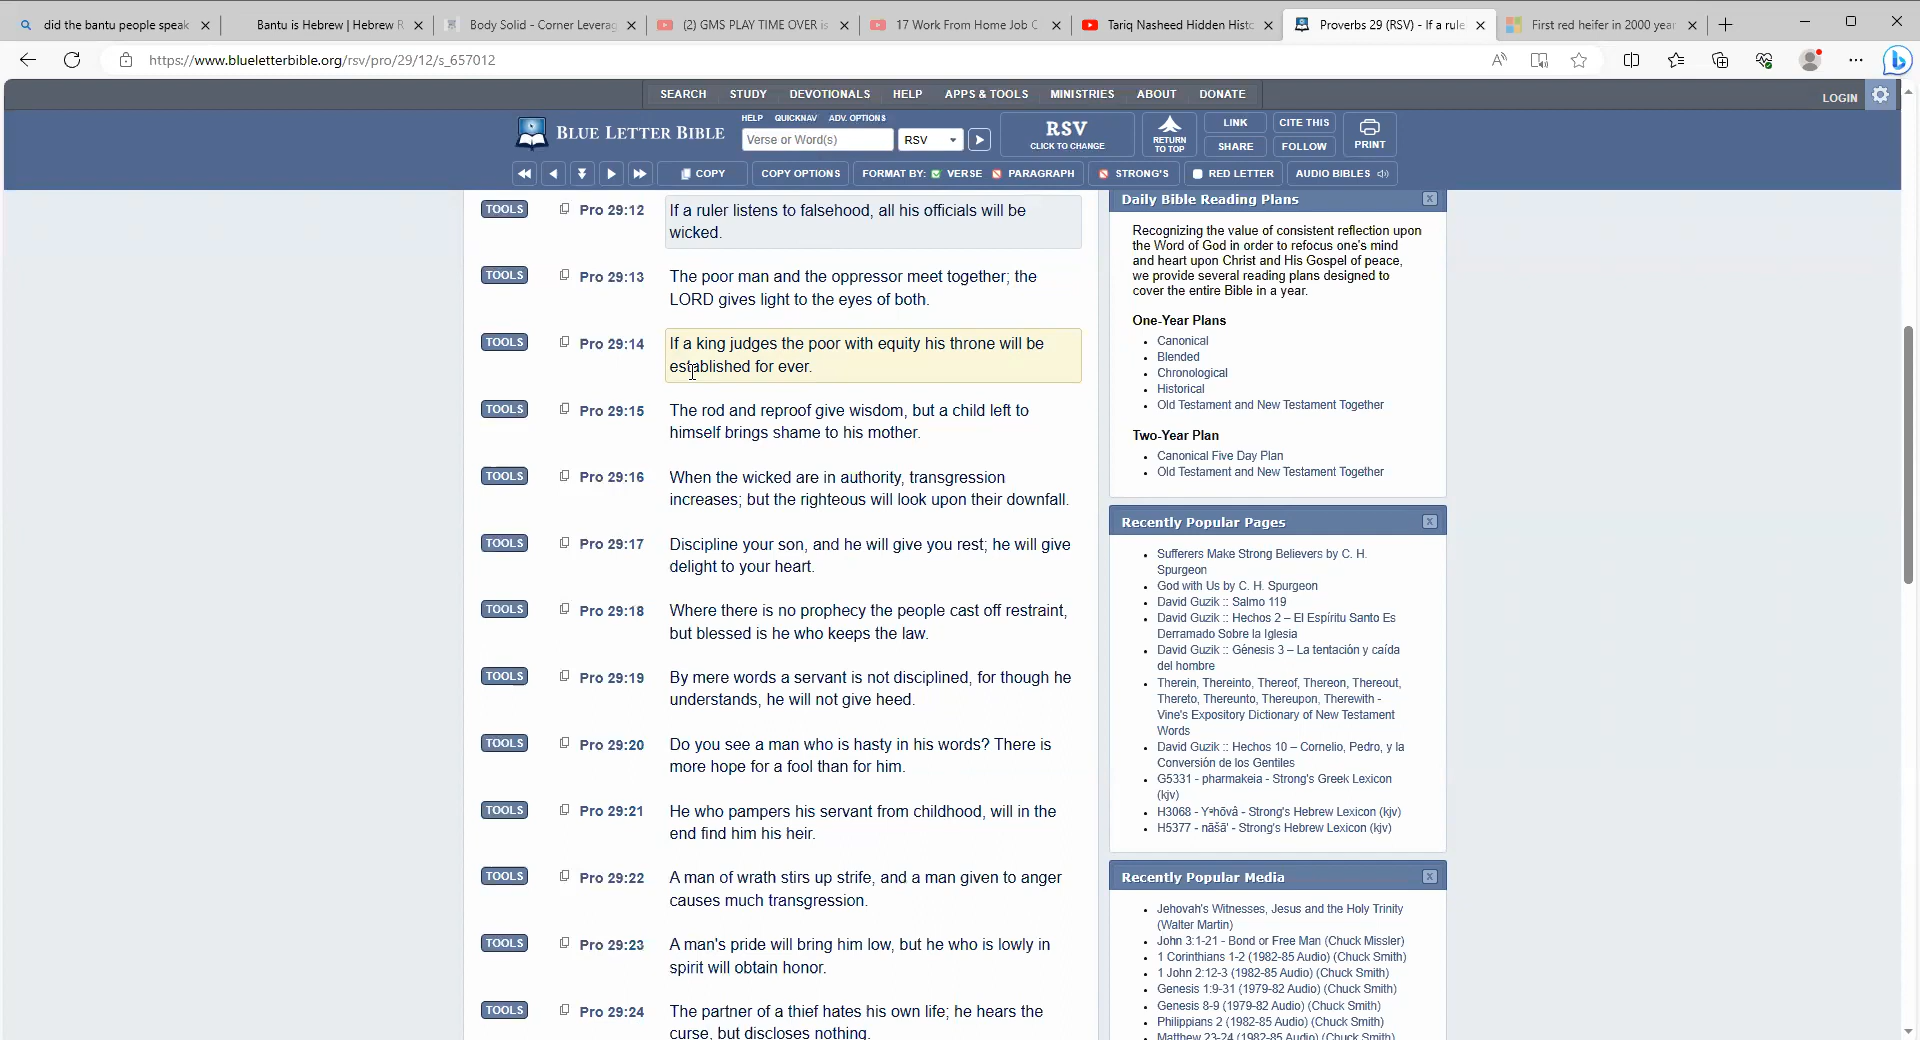 did the bantu people speak
Bantu is Hebrew | Hebrew R
Body Solid - Corner Leverag
(2) GMS PLAY TIME OVER is
17 Work From Home Job C
Tariq Nasheed Hidden Histo
Proverbs 29 (RSV) - If a rule
First red heifer in 2000 year
https://www.blueletterbible.org/rsv/pro/29/12/s_657012
SEARCH STUDY DEVOTIONALS HELP APPS & TOOLS MINISTRIES ABOUT DONATE
LOGIN
BLUE LETTER BIBLE
HELP QUICKNAV ADV. OPTIONS
Verse or Word(s)
RSV
RSV
CLICK TO CHANGE
RETURN
TO TOP
LINK
CITE THIS
SHARE
FOLLOW
PRINT
COPY
COPY OPTIONS
FORMAT BY: VERSE PARAGRAPH
STRONG'S
RED LETTER
AUDIO BIBLES
TOOLS Pro 29:12 If a ruler listens to falsehood, all his officials will be
wicked.
TOOLS Pro 29:13 The poor man and the oppressor meet together; the
LORD gives light to the eyes of both.
TOOLS Pro 29:14 If a king judges the poor with equity his throne will be
established for ever.
TOOLS Pro 29:15 The rod and reproof give wisdom, but a child left to
himself brings shame to his mother.
TOOLS Pro 29:16 When the wicked are in authority, transgression
increases; but the righteous will look upon their downfall.
TOOLS Pro 29:17 Discipline your son, and he will give you rest; he will give
delight to your heart.
TOOLS Pro 29:18 Where there is no prophecy the people cast off restraint,
but blessed is he who keeps the law.
TOOLS Pro 29:19 By mere words a servant is not disciplined, for though he
understands, he will not give heed.
TOOLS Pro 29:20 Do you see a man who is hasty in his words? There is
more hope for a fool than for him.
TOOLS Pro 29:21 He who pampers his servant from childhood, will in the
end find him his heir.
TOOLS Pro 29:22 A man of wrath stirs up strife, and a man given to anger
causes much transgression.
TOOLS Pro 29:23 A man's pride will bring him low, but he who is lowly in
spirit will obtain honor.
TOOLS Pro 29:24 The partner of a thief hates his own life; he hears the
curse, but discloses nothing.
Daily Bible Reading Plans
Recognizing the value of consistent reflection upon
the Word of God in order to refocus one's mind
and heart upon Christ and His Gospel of peace,
we provide several reading plans designed to
cover the entire Bible in a year.
One-Year Plans
Canonical
Blended
Chronological
Historical
Old Testament and New Testament Together
Two-Year Plan
Canonical Five Day Plan
Old Testament and New Testament Together
Recently Popular Pages
Sufferers Make Strong Believers by C. H.
Spurgeon
God with Us by C. H. Spurgeon
David Guzik :: Salmo 119
David Guzik :: Hechos 2 – El Espíritu Santo Es
Derramado Sobre la Iglesia
David Guzik :: Génesis 3 – La tentación y caída
del hombre
Therein, Thereinto, Thereof, Thereon, Thereout,
Thereto, Thereunto, Thereupon, Therewith -
Vine's Expository Dictionary of New Testament
Words
David Guzik :: Hechos 10 – Cornelio, Pedro, y la
Conversión de los Gentiles
G5331 - pharmakeia - Strong's Greek Lexicon
(kjv)
H3068 - Yᵊhōvâ - Strong's Hebrew Lexicon (kjv)
H5377 - nāšā' - Strong's Hebrew Lexicon (kjv)
Recently Popular Media
Jehovah's Witnesses, Jesus and the Holy Trinity
(Walter Martin)
John 3:1-21 - Bond or Free Man (Chuck Missler)
1 Corinthians 1-2 (1982-85 Audio) (Chuck Smith)
1 John 2:12-3 (1982-85 Audio) (Chuck Smith)
Genesis 1:9-31 (1979-82 Audio) (Chuck Smith)
Genesis 8-9 (1979-82 Audio) (Chuck Smith)
Philippians 2 (1982-85 Audio) (Chuck Smith)
Matthew 23-24 (1982-85 Audio) (Chuck Smith)